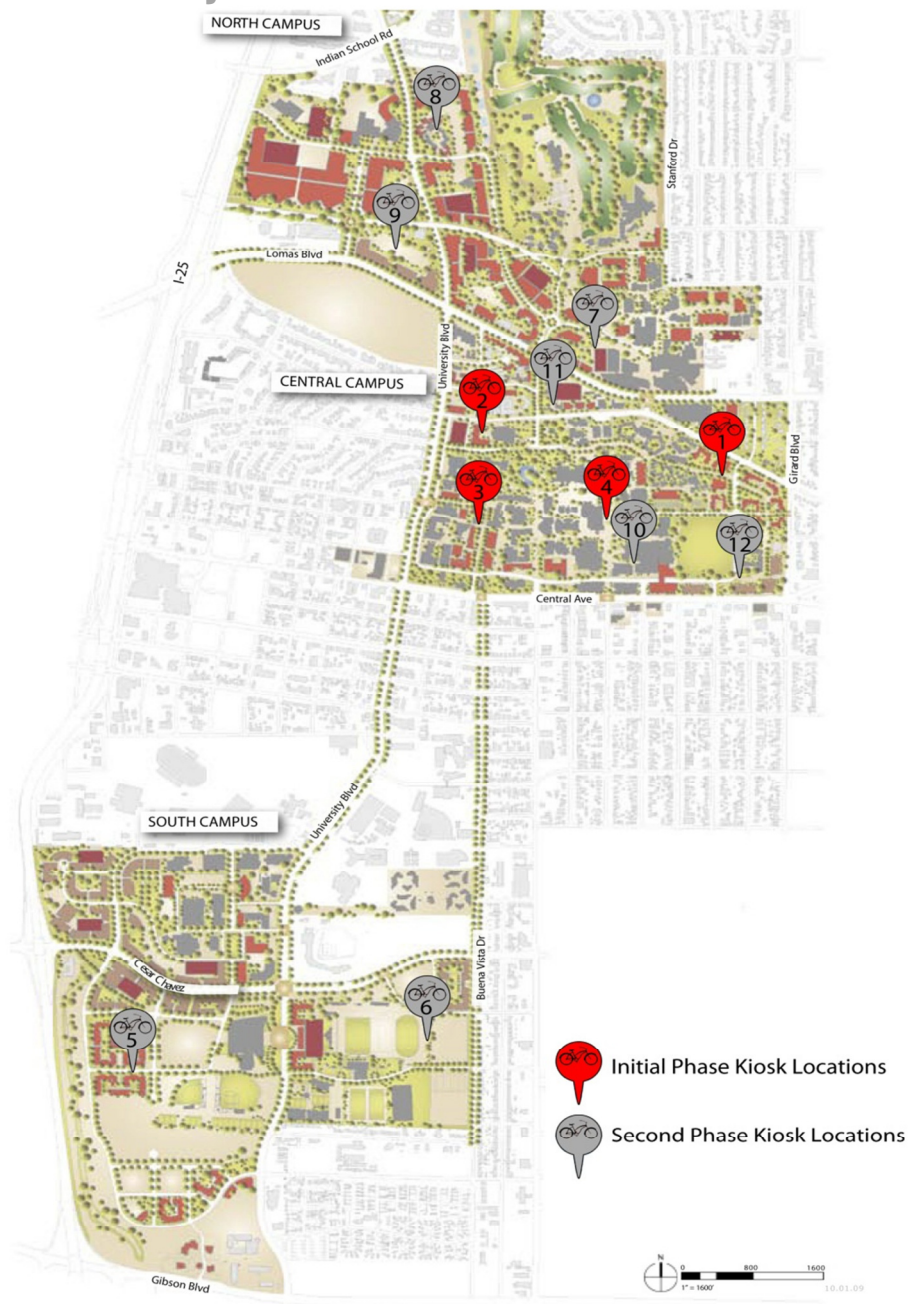 NORTH CAMPUS
Indian School Rd
8
Stanford Dr
9
Lomas Blvd
I-25
7
University Blvd
11
CENTRAL CAMPUS
2
1
Girard Blvd
3
4
10
12
Central Ave
University Blvd
SOUTH CAMPUS
Buena Vista Dr
Cesar Chavez
6
5
Initial Phase Kiosk Locations
Second Phase Kiosk Locations
Gibson Blvd
N
0 800 1600
1" = 1600'
10.01.09